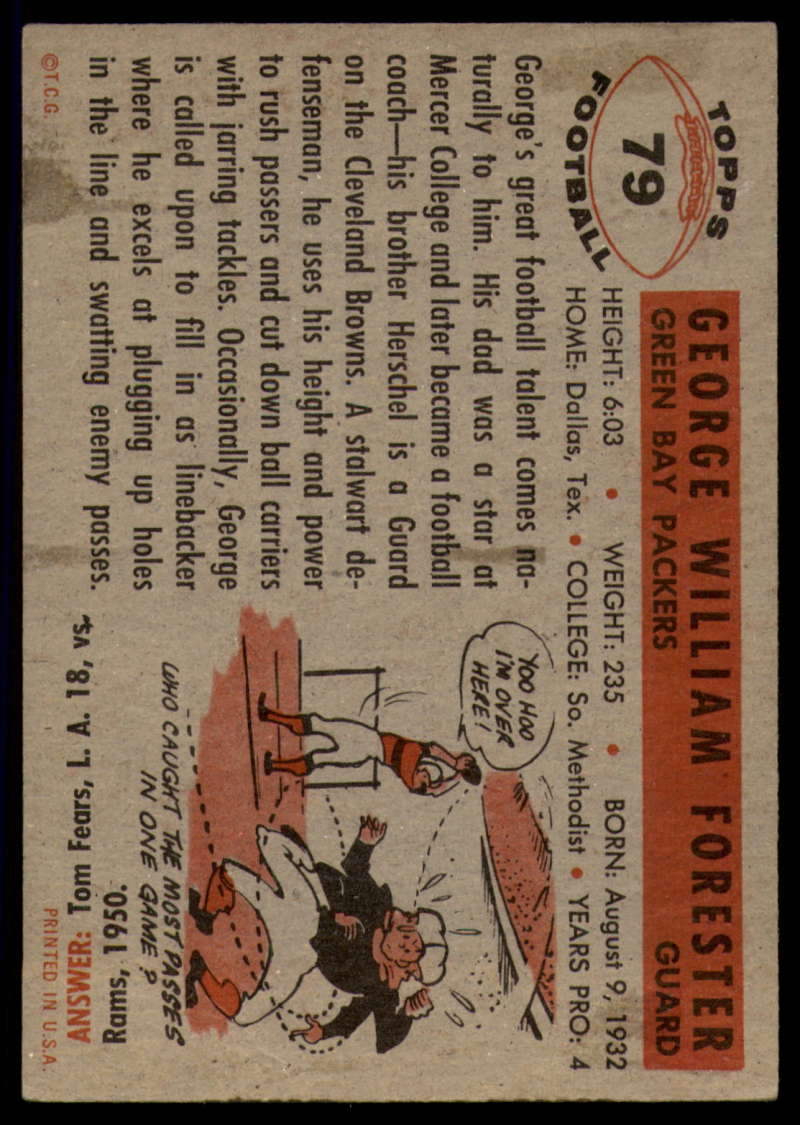 TOPPS
79
FOOTBALL
GEORGE WILLIAM FORESTER
GREEN BAY PACKERS GUARD
HEIGHT: 6:03 • WEIGHT: 235 • BORN: August 9, 1932
HOME: Dallas, Tex. • COLLEGE: So. Methodist • YEARS PRO: 4
George's great football talent comes na-
turally to him. His dad was a star at
Mercer College and later became a football
coach—his brother Herschel is a Guard
on the Cleveland Browns. A stalwart de-
fenseman, he uses his height and power
to rush passers and cut down ball carriers
with jarring tackles. Occasionally, George
is called upon to fill in as linebacker
where he excels at plugging up holes
in the line and swatting enemy passes.
©T.C.G
YOO HOO
I'M OVER
HERE!
WHO CAUGHT THE MOST PASSES
IN ONE GAME?
ANSWER: Tom Fears, L. A. 18, vs.
Rams, 1950.
PRINTED IN U.S.A.